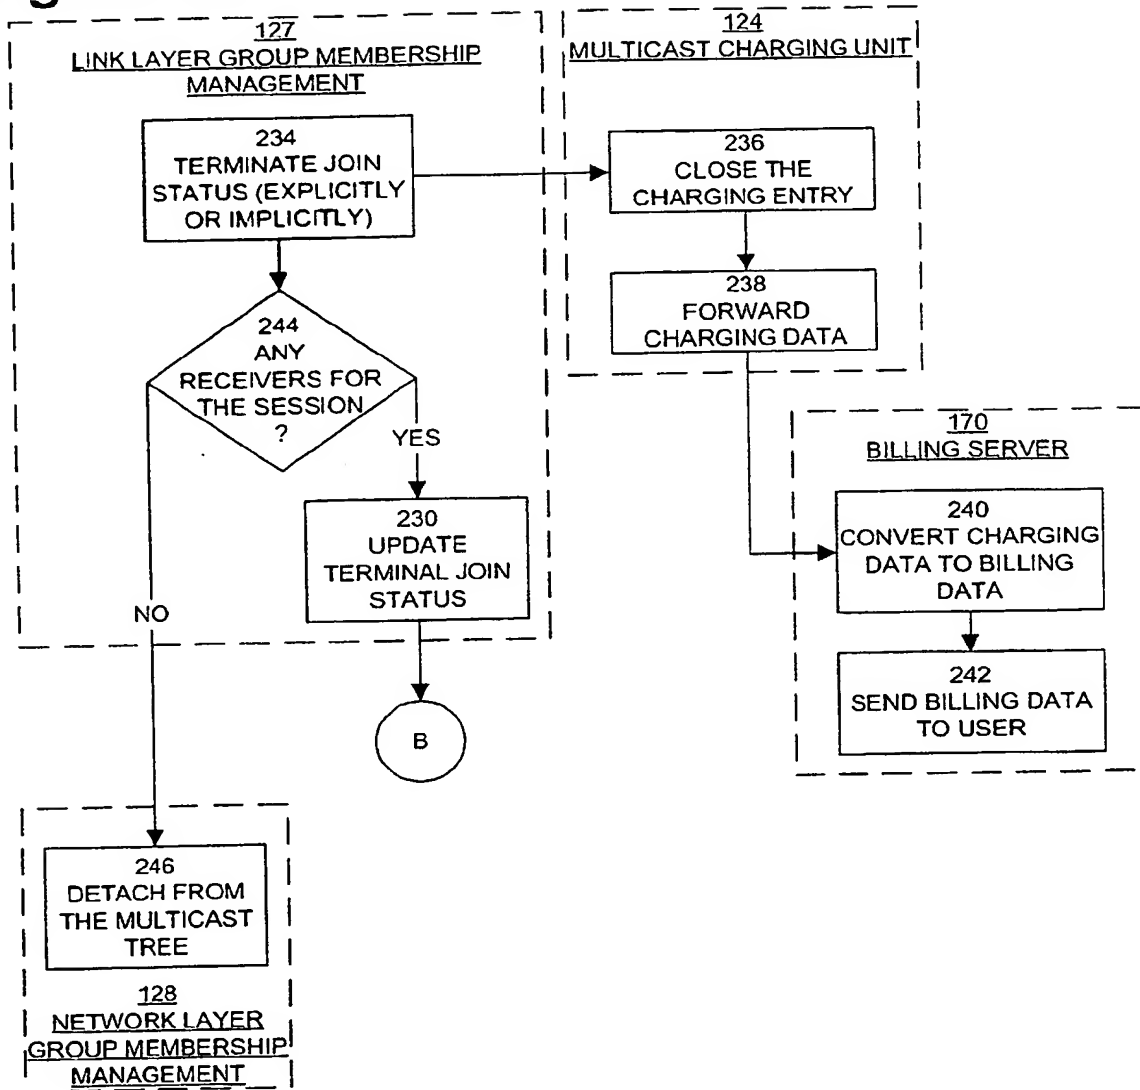 127
LINK LAYER GROUP MEMBERSHIP
MANAGEMENT
234
TERMINATE JOIN
STATUS (EXPLICITLY
OR IMPLICITLY)
244
ANY
RECEIVERS FOR
THE SESSION
?
YES
NO
230
UPDATE
TERMINAL JOIN
STATUS
B
124
MULTICAST CHARGING UNIT
236
CLOSE THE
CHARGING ENTRY
238
FORWARD
CHARGING DATA
170
BILLING SERVER
240
CONVERT CHARGING
DATA TO BILLING
DATA
242
SEND BILLING DATA
TO USER
246
DETACH FROM
THE MULTICAST
TREE
128
NETWORK LAYER
GROUP MEMBERSHIP
MANAGEMENT